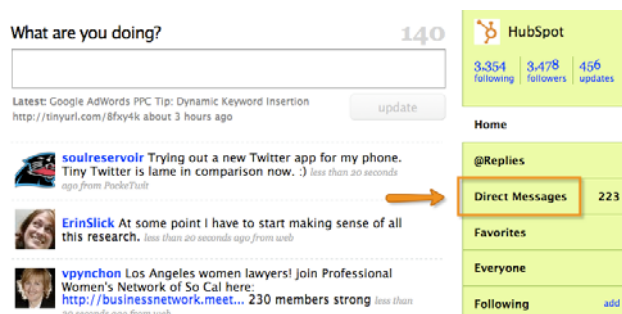 What are you doing?
140
Latest: Google AdWords PPC Tip: Dynamic Keyword Insertion
http://tinyurl.com/8fxy4k about 3 hours ago
update
soulreservoir Trying out a new Twitter app for my phone.
Tiny Twitter is lame in comparison now. :) less than 20 seconds
ago from PockeTwit
ErinSlick At some point I have to start making sense of all
this research. less than 20 seconds ago from web
vpynchon Los Angeles women lawyers! join Professional
Women's Network of So Cal here:
http://businessnetwork.meet... 230 members strong less than
20 seconds ago from web
HubSpot
3,354 3,478 456
following followers updates
Home
@Replies
Direct Messages 223
Favorites
Everyone
Following add